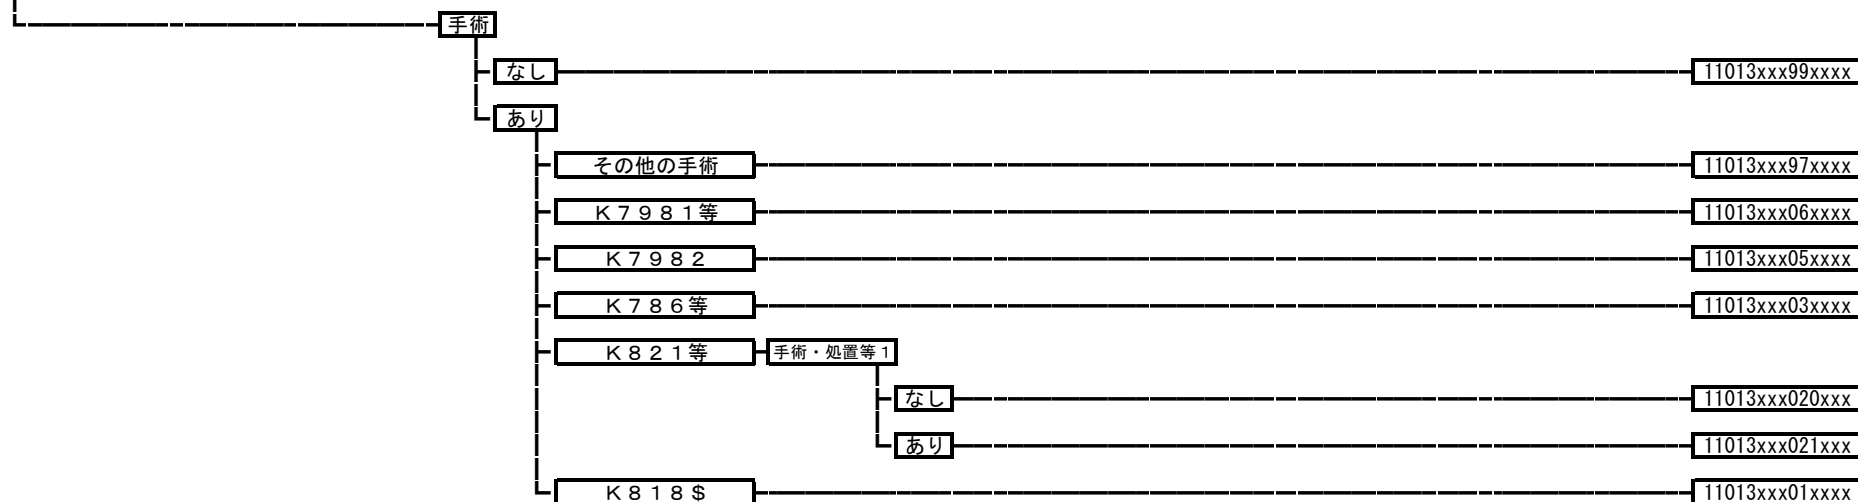 手術
なし 11013xxx99xxxx
あり
その他の手術 11013xxx97xxxx
Ｋ７９８１等 11013xxx06xxxx
Ｋ７９８２ 11013xxx05xxxx
Ｋ７８６等 11013xxx03xxxx
Ｋ８２１等 手術・処置等１
なし 11013xxx020xxx
あり 11013xxx021xxx
Ｋ８１８＄ 11013xxx01xxxx